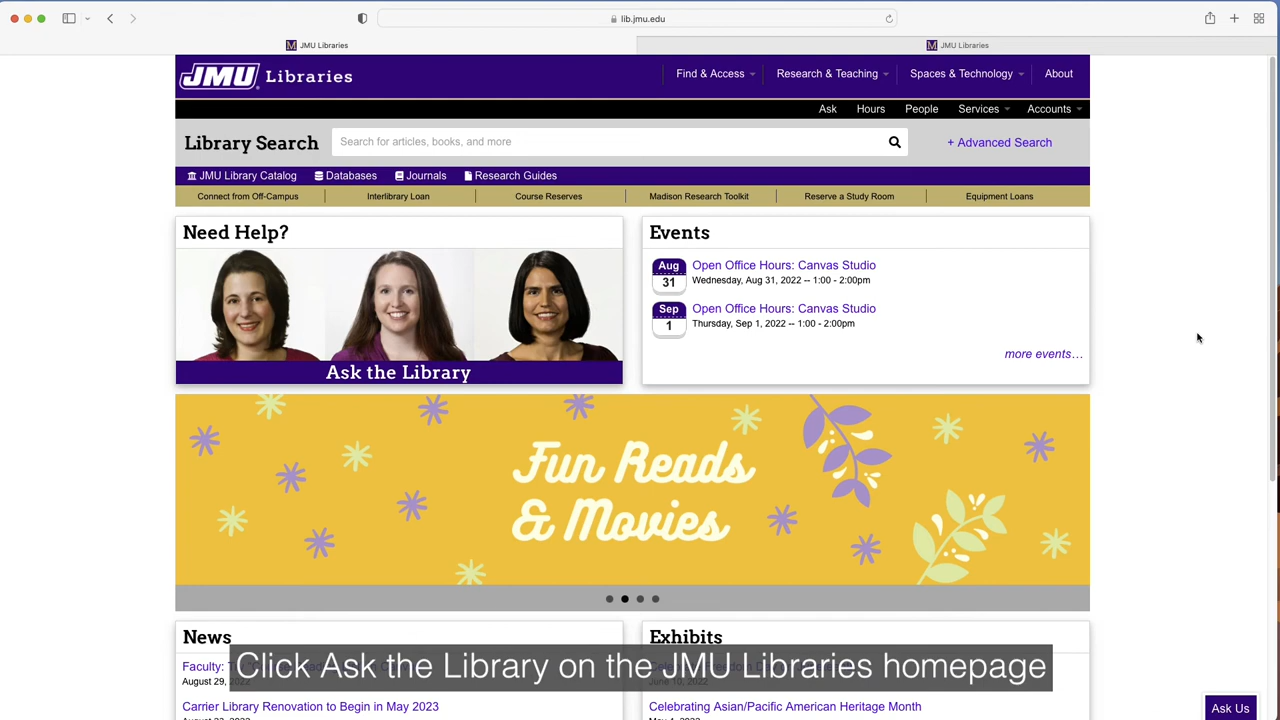 lib.jmu.edu
JMU Libraries
JMU Libraries
JMU Libraries
Find & Access
Research & Teaching
Spaces & Technology
About
Ask
Hours
People
Services
Accounts
Library Search
Search for articles, books, and more
+ Advanced Search
JMU Library Catalog
Databases
Journals
Research Guides
Connect from Off-Campus
Interlibrary Loan
Course Reserves
Madison Research Toolkit
Reserve a Study Room
Equipment Loans
Need Help?
Ask the Library
Events
Aug
31
Open Office Hours: Canvas Studio
Wednesday, Aug 31, 2022 -- 1:00 - 2:00pm
Sep
1
Open Office Hours: Canvas Studio
Thursday, Sep 1, 2022 -- 1:00 - 2:00pm
more events…
Fun Reads
& Movies
News
Faculty:
August 29, 2022
Carrier Library Renovation to Begin in May 2023
Exhibits
June 10, 2022
Celebrating Asian/Pacific American Heritage Month
Click Ask the Library on the JMU Libraries homepage
Ask Us